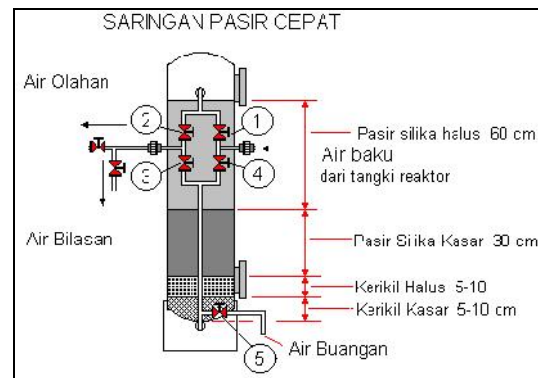 SARINGAN PASIR CEPAT
Air Olahan
2
1
Pasir silika halus 60 cm
Air baku
dari tangki reaktor
3
4
Air Bilasan
Pasir Silika Kasar 30 cm
Kerikil Halus 5-10
Kerikil Kasar 5-10 cm
5
Air Buangan